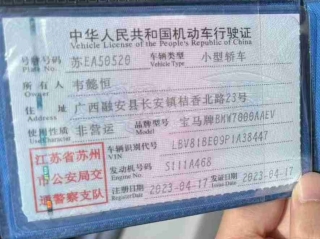 中华人民共和国机动车行驶证
Vehicle License of the People's Republic of China
号牌号码 苏EA50520 车辆类型 小型轿车
Plate No. Vehicle Type
所有人 韦懿恒
Owner
住址 广西融安县长安镇桔香北路23号
Address
使用性质 非营运 品牌型号 宝马牌BMW7000AAEV
Use Character Model
江苏省苏州市公安局交通警察支队
车辆识别代号 LBV81BE09P1A38447
VIN
发动机号码 S111A468
Engine No.
注册日期 2023-04-17 发证日期 2023-04-17
Register Date Issue Date